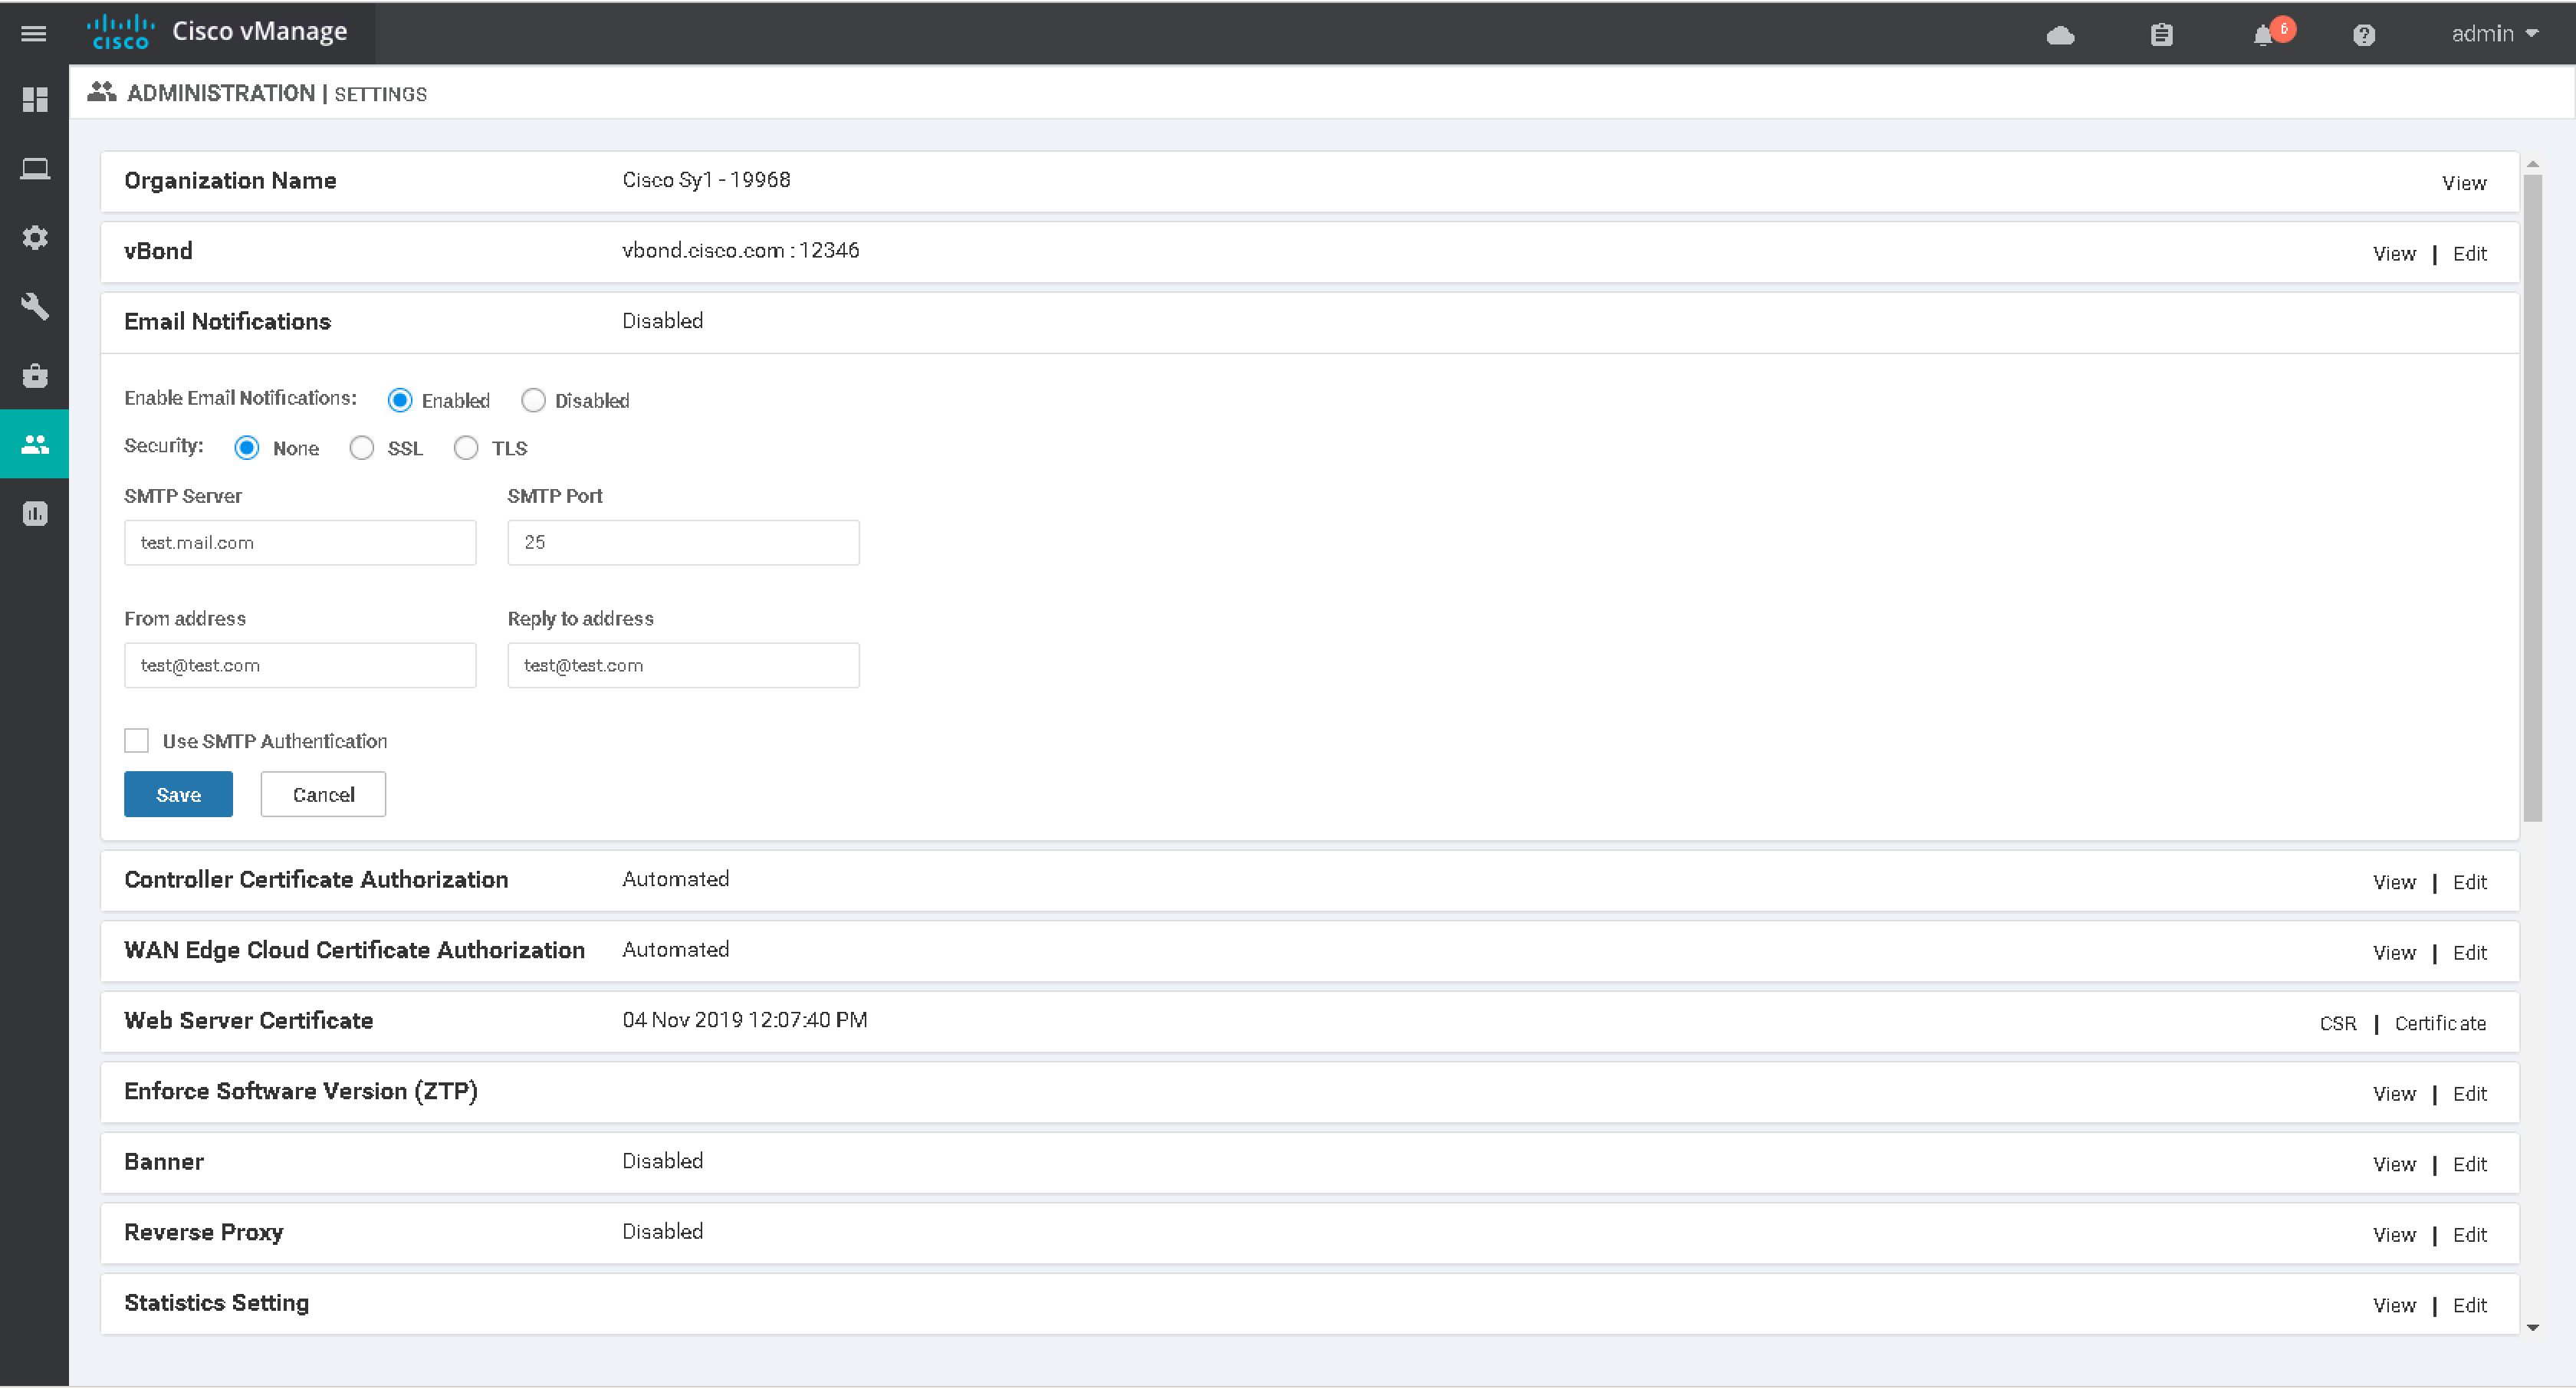 cisco Cisco vManage 6 admin
ADMINISTRATION | SETTINGS
Organization Name Cisco Sy1 - 19968 View
vBond vbond.cisco.com : 12346 View | Edit
Email Notifications Disabled
Enable Email Notifications: Enabled Disabled
Security: None SSL TLS
SMTP Server SMTP Port
test.mail.com 25
From address Reply to address
test@test.com test@test.com
Use SMTP Authentication
Save Cancel
Controller Certificate Authorization Automated View | Edit
WAN Edge Cloud Certificate Authorization Automated View | Edit
Web Server Certificate 04 Nov 2019 12:07:40 PM CSR | Certificate
Enforce Software Version (ZTP) View | Edit
Banner Disabled View | Edit
Reverse Proxy Disabled View | Edit
Statistics Setting View | Edit